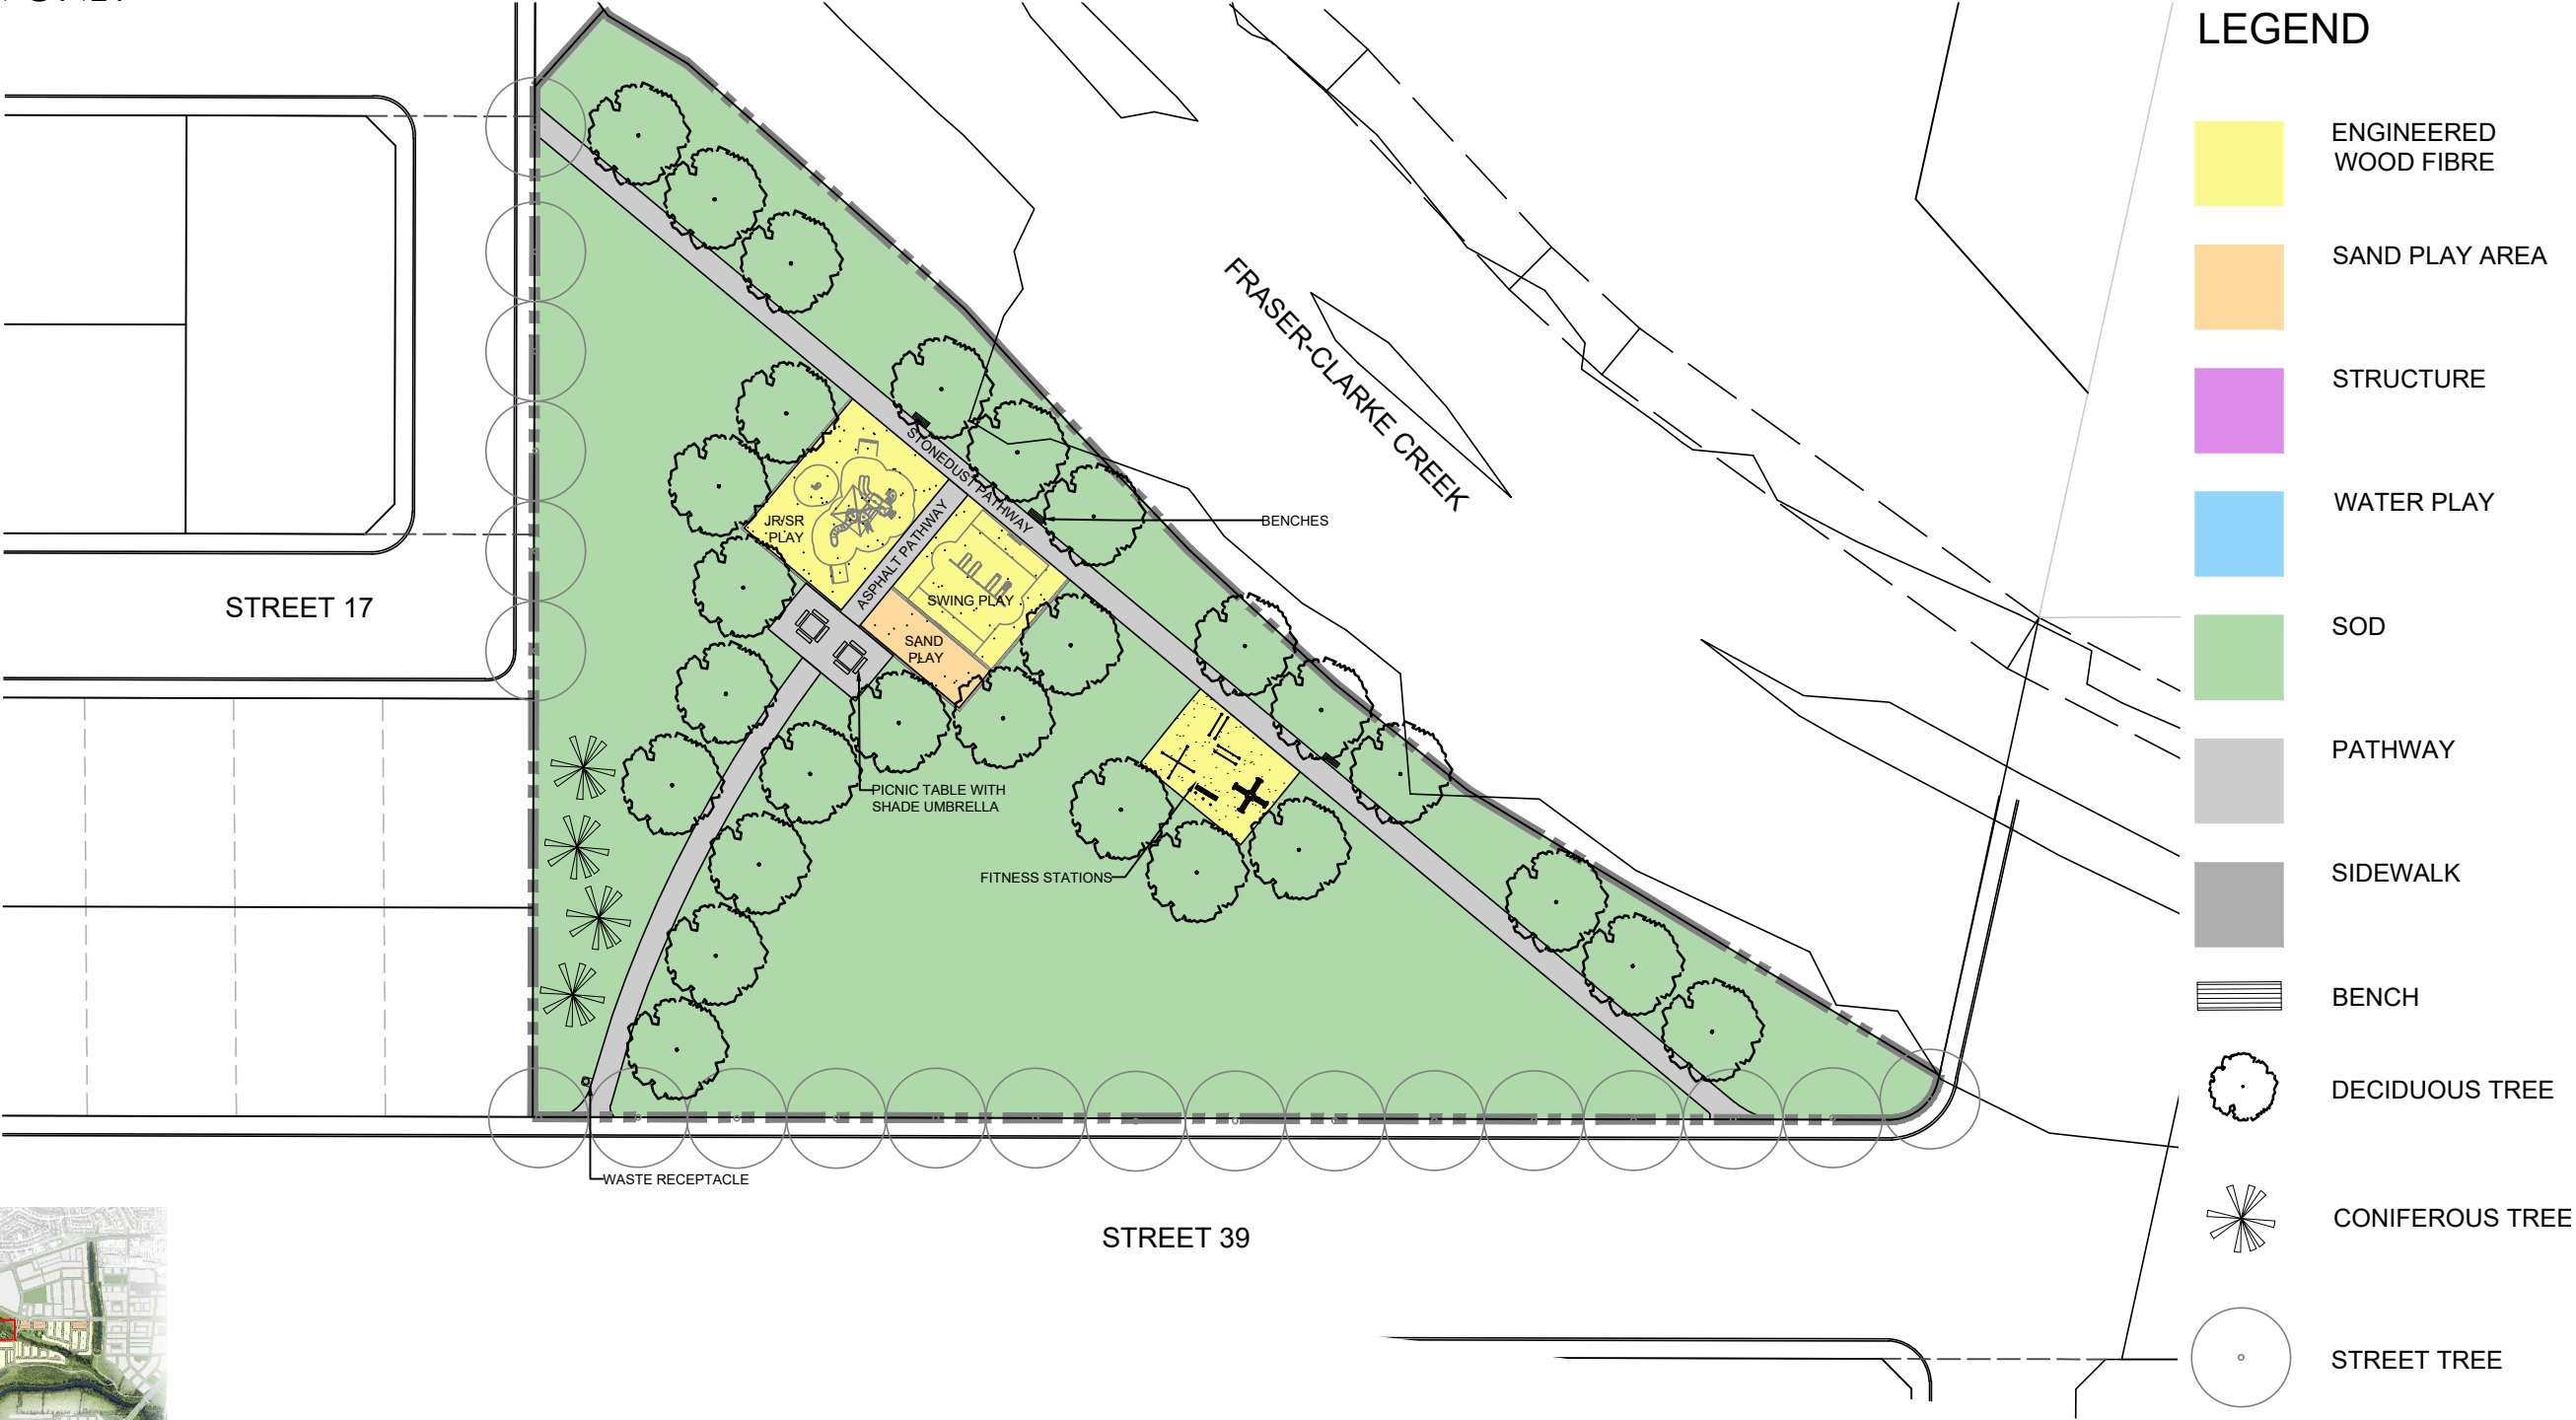 LEGEND
ENGINEERED
WOOD FIBRE
SAND PLAY AREA
STRUCTURE
WATER PLAY
SOD
PATHWAY
SIDEWALK
BENCH
DECIDUOUS TREE
CONIFEROUS TREE
STREET TREE
FRASER-CLARKE CREEK
STONEDUST PATHWAY
BENCHES
JR/SR
PLAY
ASPHALT PATHWAY
SWING PLAY
SAND
PLAY
STREET 17
PICNIC TABLE WITH
SHADE UMBRELLA
FITNESS STATIONS
WASTE RECEPTACLE
STREET 39